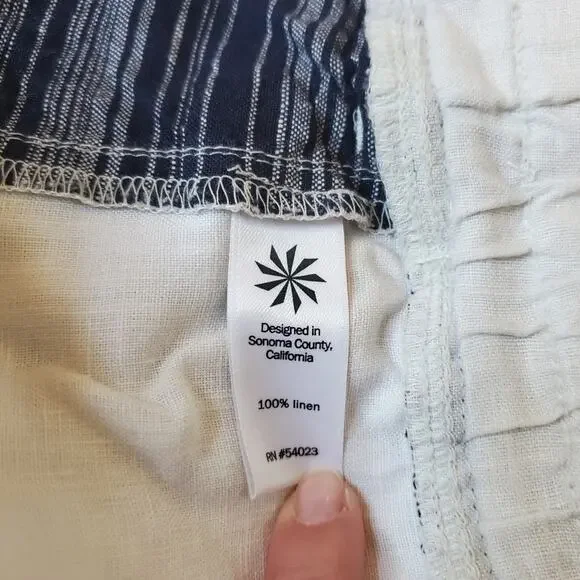 Designed in
Sonoma County,
California
100% linen
RN #54023